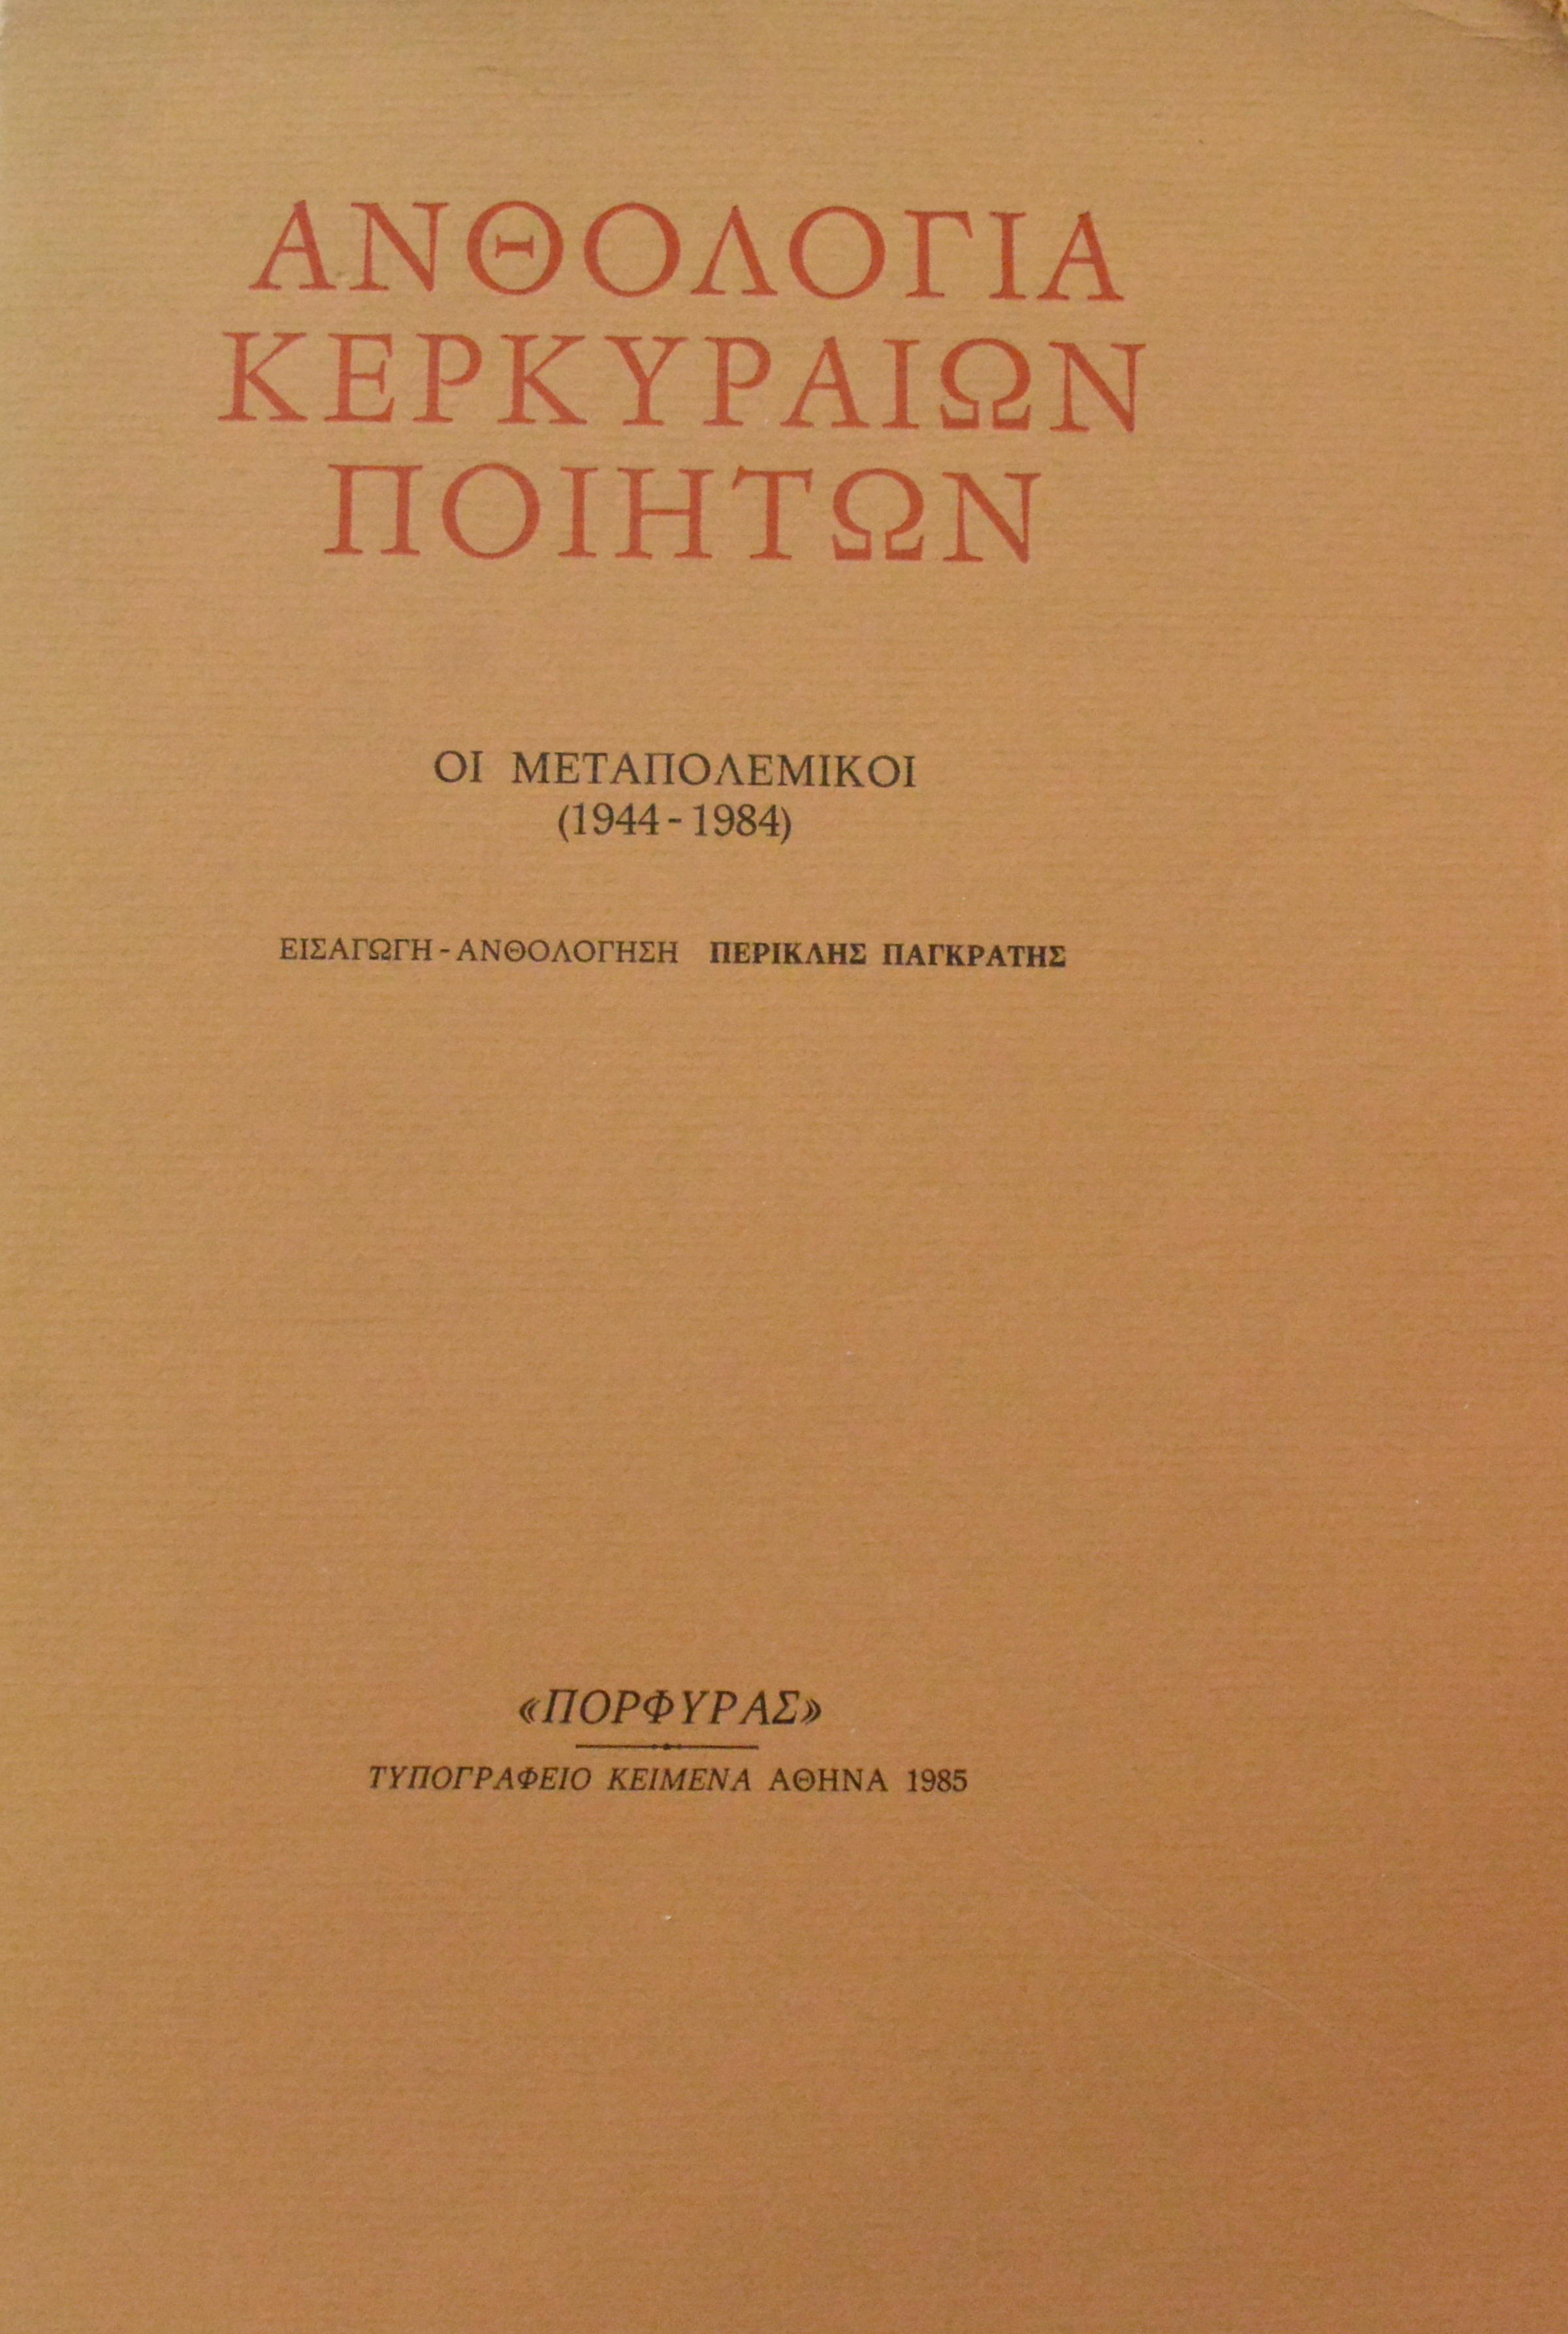 ΑΝΘΟΛΟΓΙΑ
ΚΕΡΚΥΡΑΙΩΝ
ΠΟΙΗΤΩΝ
ΟΙ ΜΕΤΑΠΟΛΕΜΙΚΟΙ
(1944 - 1984)
ΕΙΣΑΓΩΓΗ - ΑΝΘΟΛΟΓΗΣΗ ΠΕΡΙΚΛΗΣ ΠΑΓΚΡΑΤΗΣ
«ΠΟΡΦΥΡΑΣ»
ΤΥΠΟΓΡΑΦΕΙΟ ΚΕΙΜΕΝΑ ΑΘΗΝΑ 1985